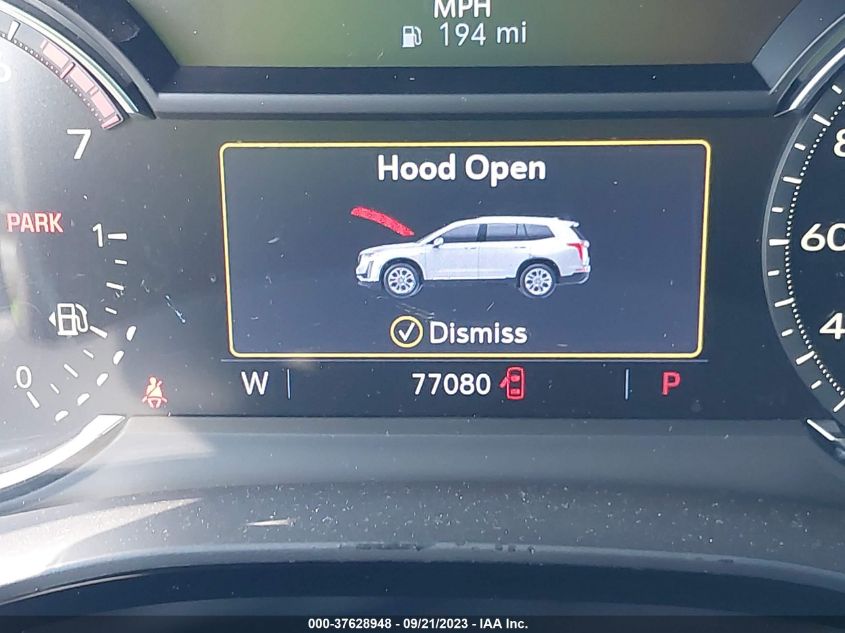 MPH
194 mi
7
PARK
1
0
Hood Open
Dismiss
W
77080
P
8
60
4
000-37628948 - 09/21/2023 - IAA Inc.